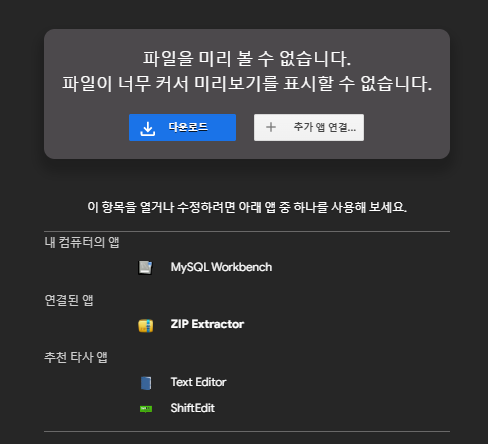 파일을 미리 볼 수 없습니다.
파일이 너무 커서 미리보기를 표시할 수 없습니다.
다운로드
추가 앱 연결...
이 항목을 열거나 수정하려면 아래 앱 중 하나를 사용해 보세요.
내 컴퓨터의 앱
MySQL Workbench
연결된 앱
ZIP Extractor
추천 타사 앱
Text Editor
ShiftEdit